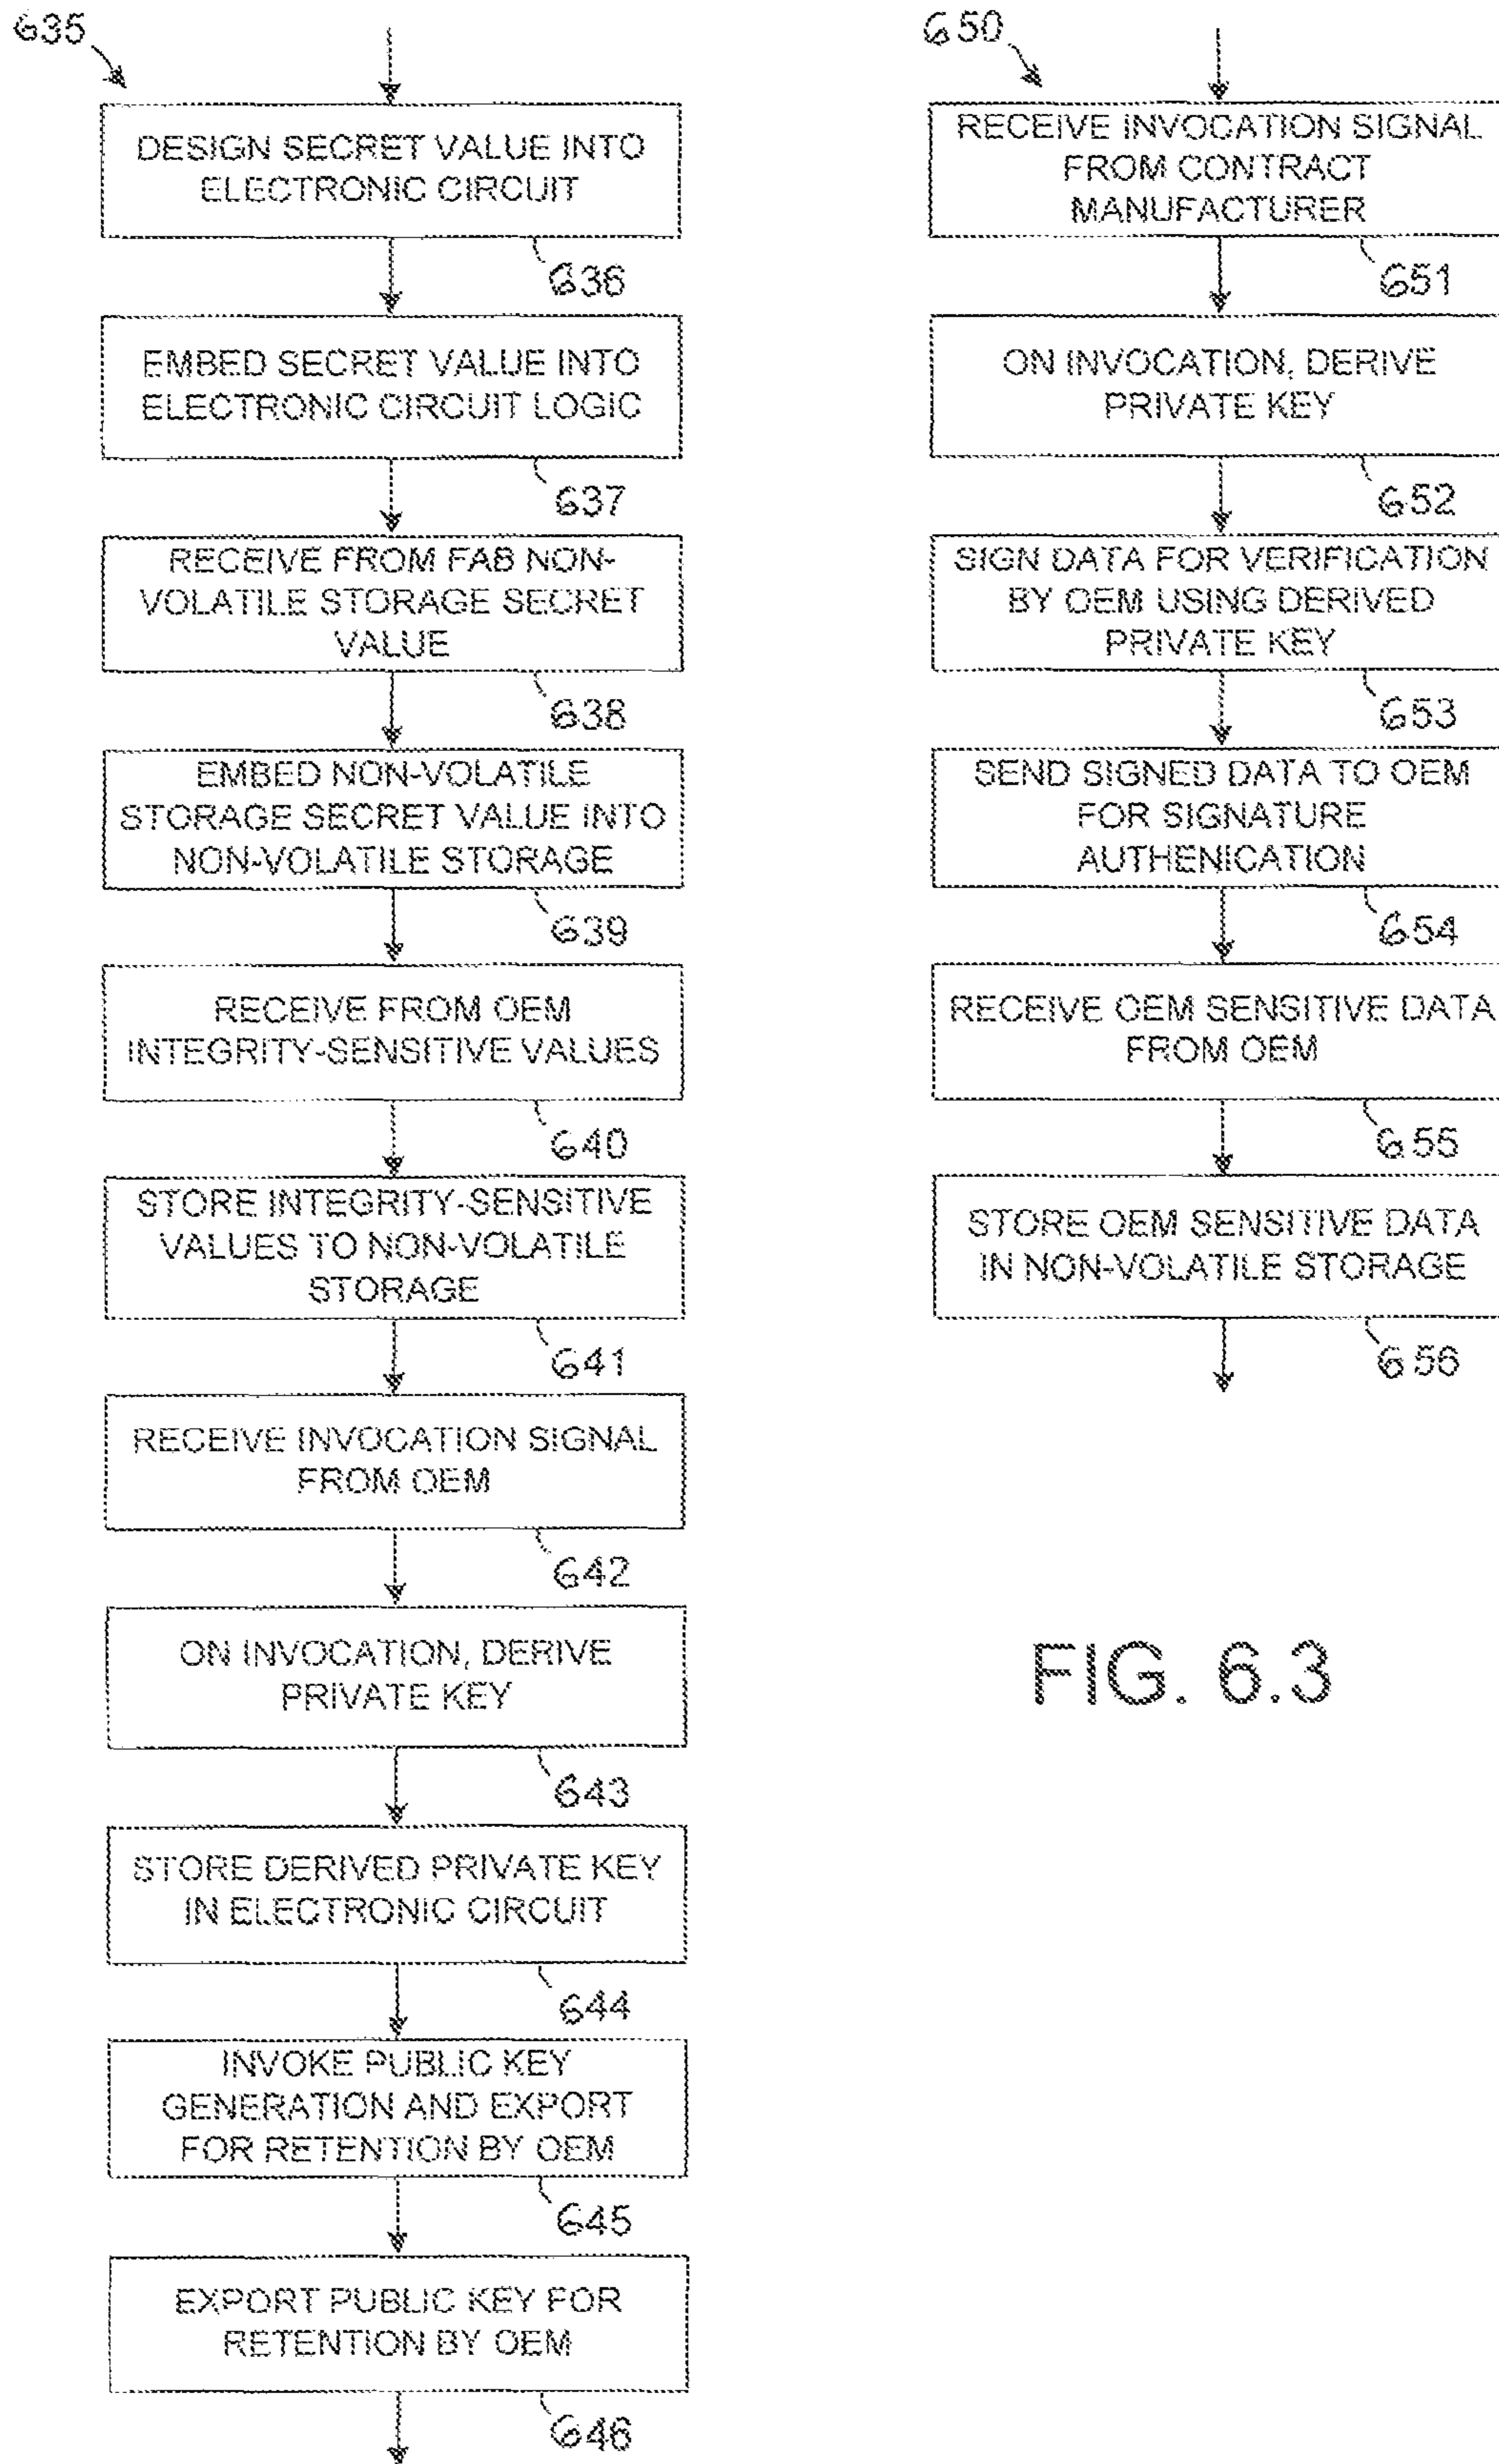 635
DESIGN SECRET VALUE INTO
ELECTRONIC CIRCUIT
636
EMBED SECRET VALUE INTO
ELECTRONIC CIRCUIT LOGIC
637
RECEIVE FROM FAB NON-
VOLATILE STORAGE SECRET
VALUE
638
EMBED NON-VOLATILE
STORAGE SECRET VALUE INTO
NON-VOLATILE STORAGE
639
RECEIVE FROM OEM
INTEGRITY-SENSITIVE VALUES
640
STORE INTEGRITY-SENSITIVE
VALUES TO NON-VOLATILE
STORAGE
641
RECEIVE INVOCATION SIGNAL
FROM OEM
642
ON INVOCATION, DERIVE
PRIVATE KEY
643
STORE DERIVED PRIVATE KEY
IN ELECTRONIC CIRCUIT
644
INVOKE PUBLIC KEY
GENERATION AND EXPORT
FOR RETENTION BY OEM
645
EXPORT PUBLIC KEY FOR
RETENTION BY OEM
646
650
RECEIVE INVOCATION SIGNAL
FROM CONTRACT
MANUFACTURER
651
ON INVOCATION, DERIVE
PRIVATE KEY
652
SIGN DATA FOR VERIFICATION
BY OEM USING DERIVED
PRIVATE KEY
653
SEND SIGNED DATA TO OEM
FOR SIGNATURE
AUTHENICATION
654
RECEIVE OEM SENSITIVE DATA
FROM OEM
655
STORE OEM SENSITIVE DATA
IN NON-VOLATILE STORAGE
656
FIG. 6.3